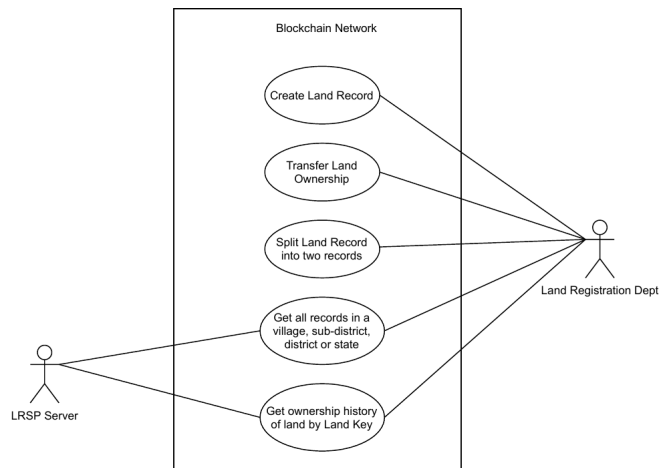 Blockchain Network
Create Land Record
Transfer Land
Ownership
Split Land Record
into two records
Land Registration Dept
Get all records in a
village, sub-district,
district or state
Get ownership history
of land by Land Key
LRSP Server